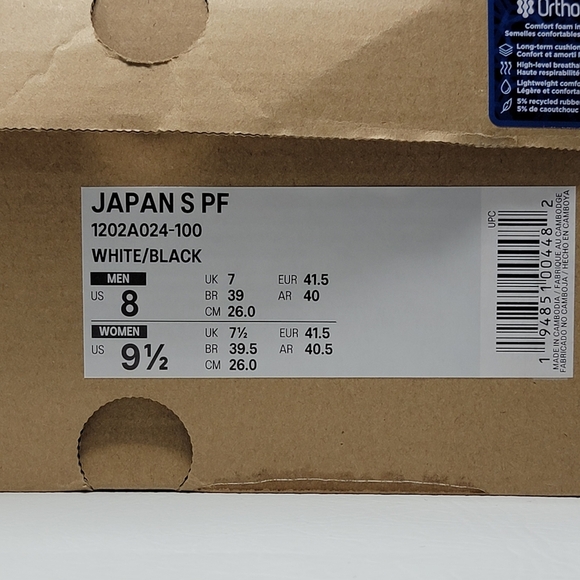 Ortho
Comfort foam in
Semelles confortables
Long-term cushion
Confort et amorti
High-level breatha
Haute respirabilité
Lightweight comfo
Légère et conforta
5% recycled rubbe
5% de caoutchouc
JAPAN S PF
1202A024-100
WHITE/BLACK
MEN
US 8
UK 7 EUR 41.5
BR 39 AR 40
CM 26.0
WOMEN
US 9½
UK 7½ EUR 41.5
BR 39.5 AR 40.5
CM 26.0
UPC
1 94851 00448 2
MADE IN CAMBODIA / FABRIQUE AU CAMBODGE
FABRICADO NO CAMBOJA / HECHO EN CAMBOYA